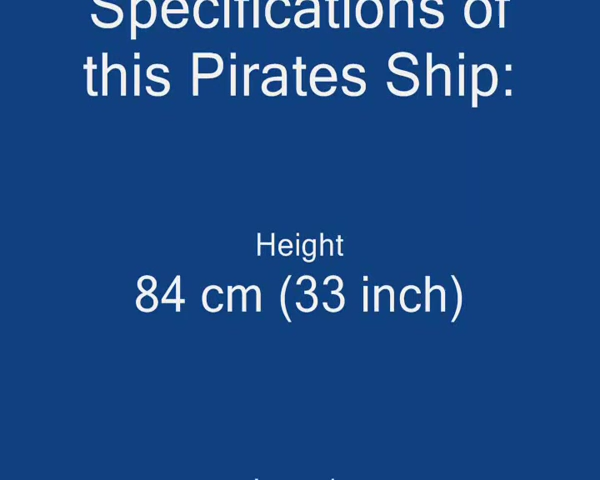 Specifications of
this Pirates Ship:
Height
84 cm (33 inch)